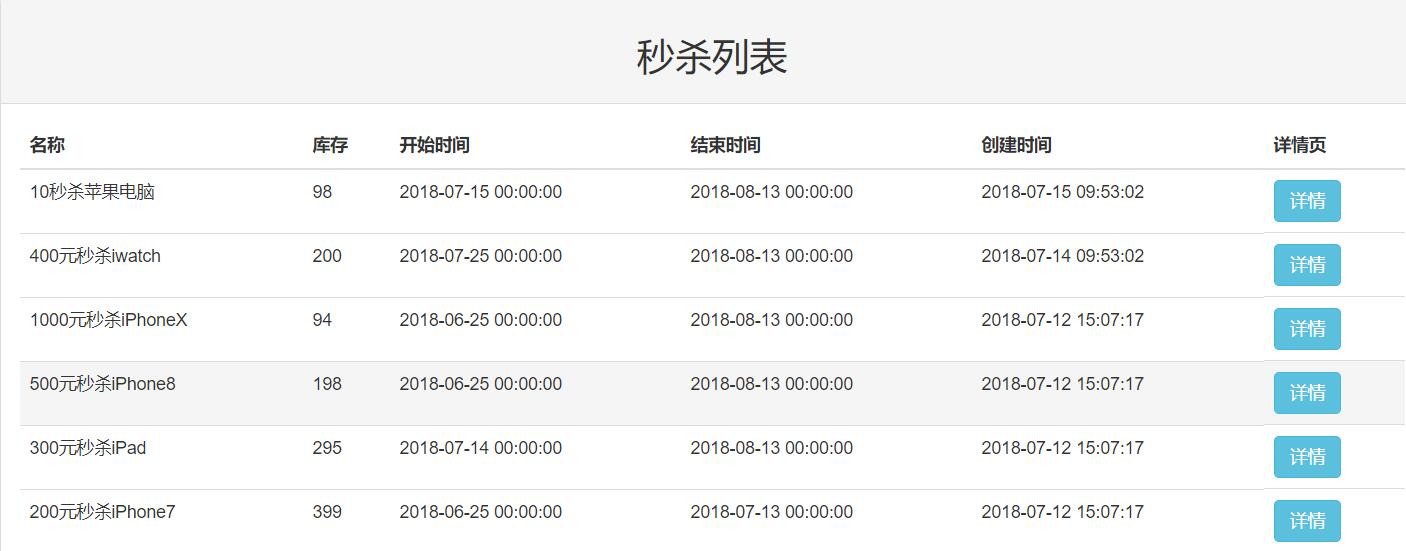 秒杀列表
名称 库存 开始时间 结束时间 创建时间 详情页
10秒杀苹果电脑 98 2018-07-15 00:00:00 2018-08-13 00:00:00 2018-07-15 09:53:02 详情
400元秒杀iwatch 200 2018-07-25 00:00:00 2018-08-13 00:00:00 2018-07-14 09:53:02 详情
1000元秒杀iPhoneX 94 2018-06-25 00:00:00 2018-08-13 00:00:00 2018-07-12 15:07:17 详情
500元秒杀iPhone8 198 2018-06-25 00:00:00 2018-08-13 00:00:00 2018-07-12 15:07:17 详情
300元秒杀iPad 295 2018-07-14 00:00:00 2018-08-13 00:00:00 2018-07-12 15:07:17 详情
200元秒杀iPhone7 399 2018-06-25 00:00:00 2018-07-13 00:00:00 2018-07-12 15:07:17 详情